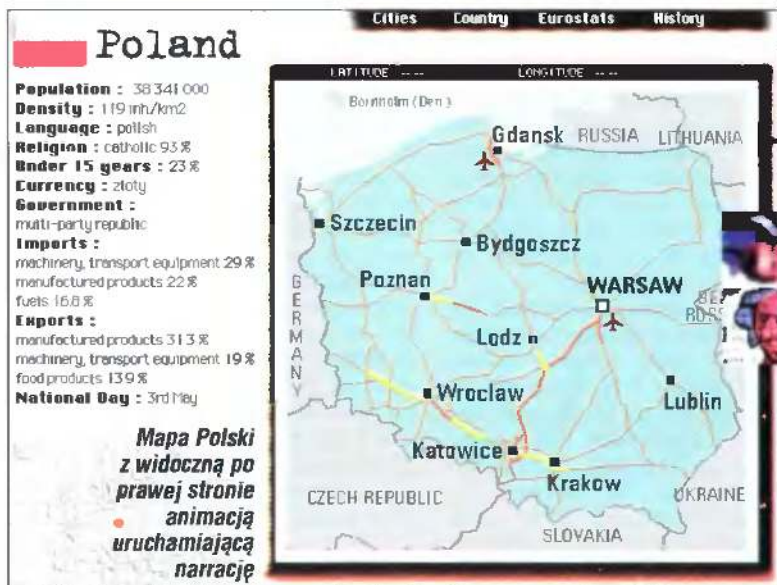 Cities Country Eurostats History
Poland
Population : 38 341 000
Density : 119 inh/km2
Language : polish
Religion : catholic 93 %
Under 15 years : 23 %
Currency : zloty
Government :
multi-party republic
Imports :
machinery, transport equipment 29 %
manufactured products 22 %
fuels 16.8 %
Exports :
manufactured products 31.3 %
machinery, transport equipment 19 %
food products 13.9 %
National Day : 3rd May
LATITUDE -- --
LONGITUDE -- --
Bornholm (Den.)
Gdansk
RUSSIA
LITHUANIA
Szczecin
Bydgoszcz
Poznan
WARSAW
GERMANY
Lodz
Wroclaw
Lublin
Katowice
Krakow
CZECH REPUBLIC
UKRAINE
SLOVAKIA
Mapa Polski
z widoczną po
prawej stronie
animacją
uruchamiającą
narrację